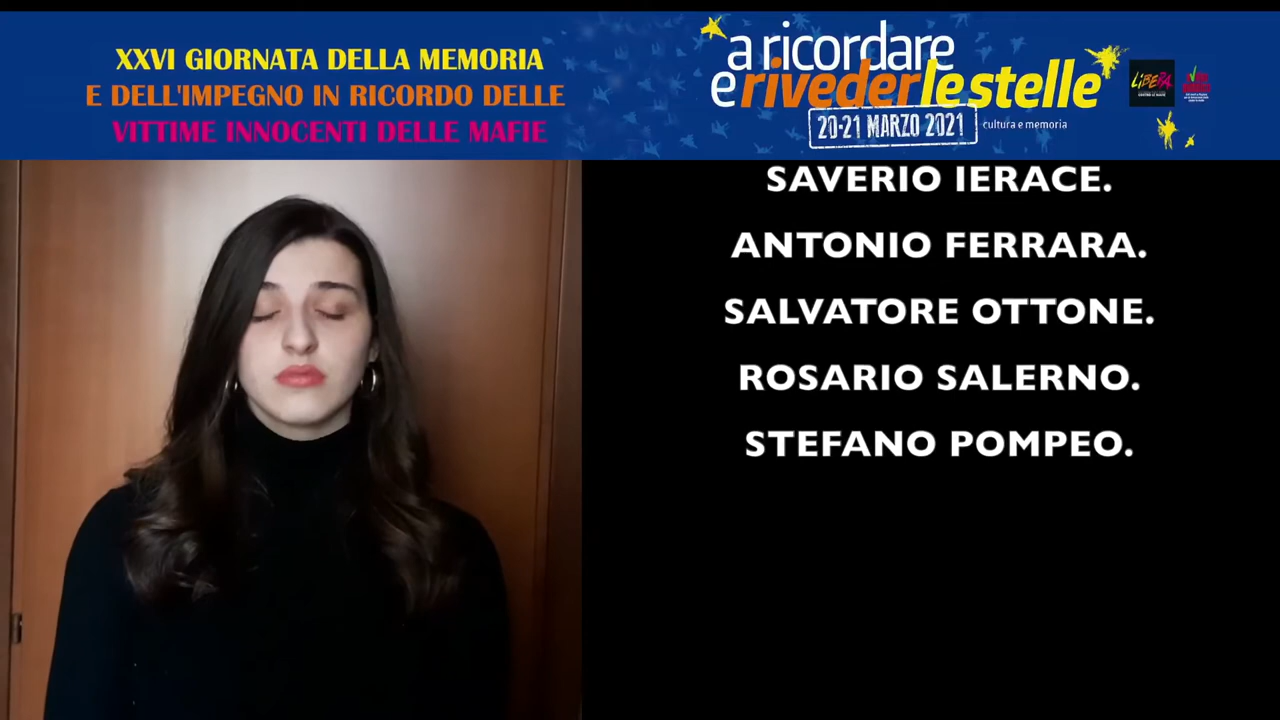 XXVI GIORNATA DELLA MEMORIA
E DELL'IMPEGNO IN RICORDO DELLE
VITTIME INNOCENTI DELLE MAFIE
a ricordare
e riveder le stelle
20-21 MARZO 2021
cultura e memoria
LIBERA
SAVERIO IERACE.
ANTONIO FERRARA.
SALVATORE OTTONE.
ROSARIO SALERNO.
STEFANO POMPEO.